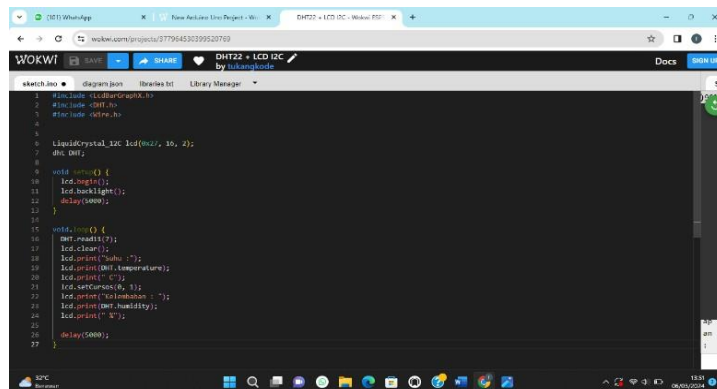 (101) WhatsApp
New Arduino Uno Project - Wo
DHT22 + LCD I2C - Wokwi ESP
wokwi.com/projects/377964530399520769
WOKWI SAVE SHARE DHT22 + LCD I2C
by tukangkode
Docs SIGN UP
sketch.ino diagram.json libraries.txt Library Manager
1 #include <LcdBarGraphX.h>
2 #include <DHT.h>
3 #include <Wire.h>
4
5
6 LiquidCrystal_I2C lcd(0x27, 16, 2);
7 dht DHT;
8
9 void setup() {
10 lcd.begin();
11 lcd.backlight();
12 delay(5000);
13 }
14
15 void.loop() {
16 DHT.read11(7);
17 lcd.clear();
18 lcd.print("Suhu :");
19 lcd.print(DHT.temperature);
20 lcd.print(" C");
21 lcd.setCursos(0, 1);
22 lcd.print("Kelembaban : ");
23 lcd.print(DHT.humidity);
24 lcd.print(" %");
25
26 delay(5000);
27 }
32°C
Berawan
13:51
06/03/2024